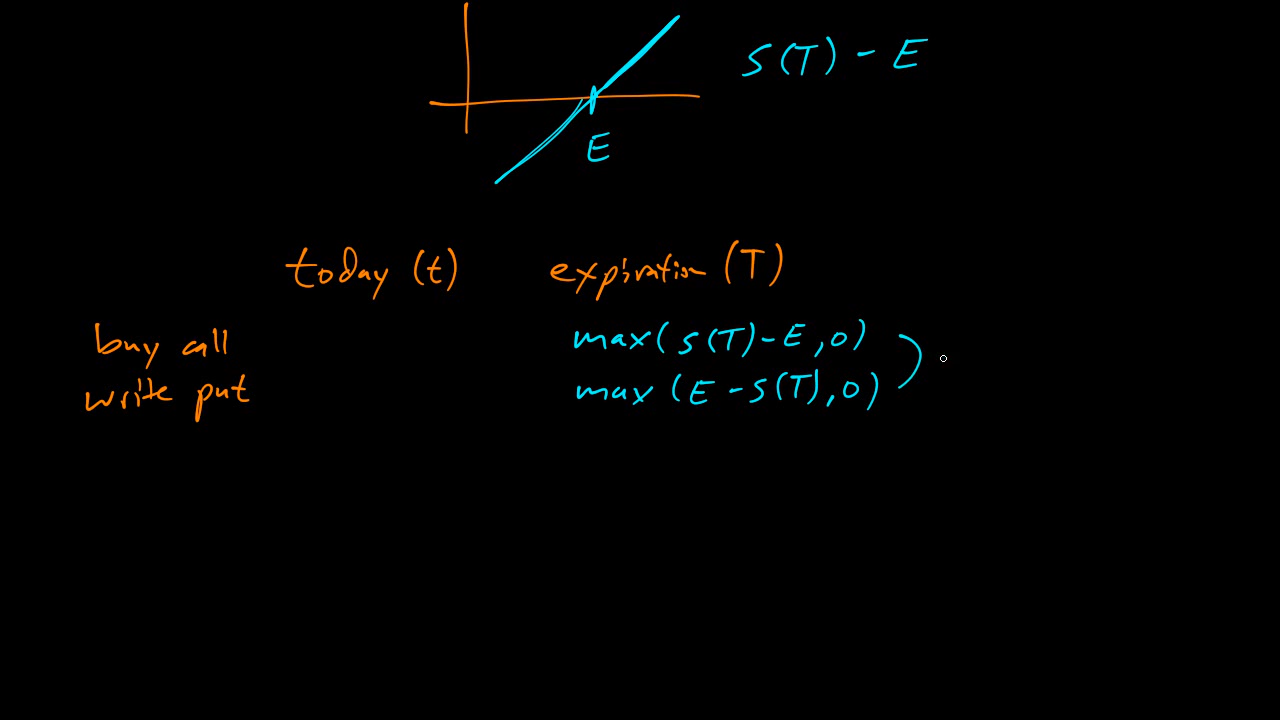 S(T) - E
E
today (t) expiration (T)
buy call max(S(T)-E,0)
write put max(E-S(T),0)